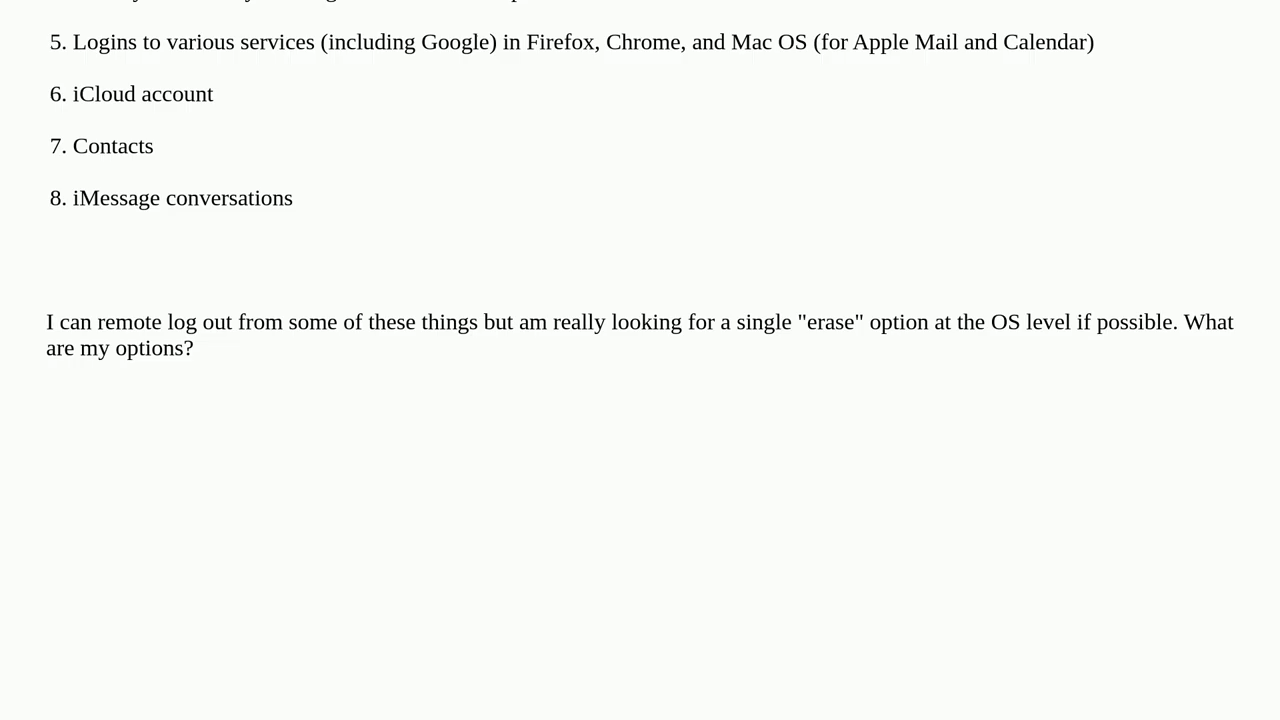 5. Logins to various services (including Google) in Firefox, Chrome, and Mac OS (for Apple Mail and Calendar)
6. iCloud account
7. Contacts
8. iMessage conversations
I can remote log out from some of these things but am really looking for a single "erase" option at the OS level if possible. What
are my options?